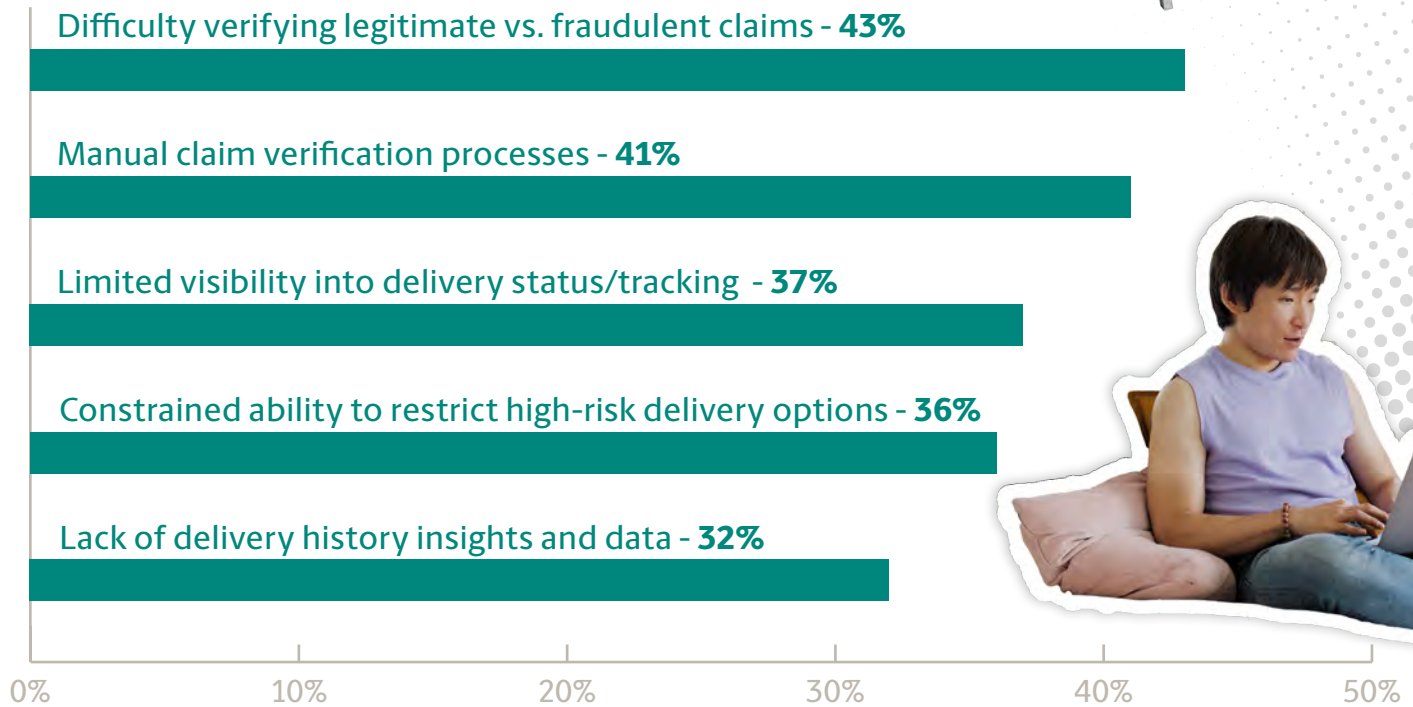 Difficulty verifying legitimate vs. fraudulent claims - 43%
Manual claim verification processes - 41%
Limited visibility into delivery status/tracking - 37%
Constrained ability to restrict high-risk delivery options - 36%
Lack of delivery history insights and data - 32%
0% 10% 20% 30% 40% 50%